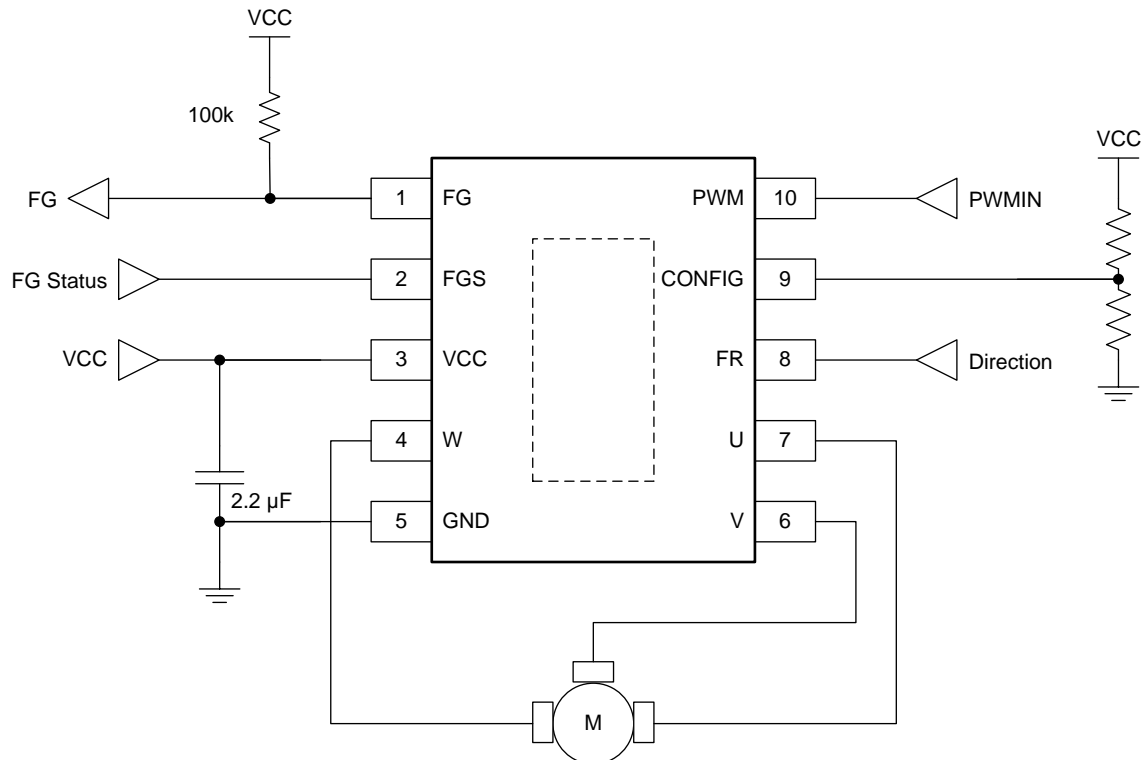 VCC
100k
VCC
FG
1
FG
PWM
10
PWMIN
FG Status
2
FGS
CONFIG
9
VCC
3
VCC
FR
8
Direction
4
W
U
7
2.2 µF
5
GND
V
6
M